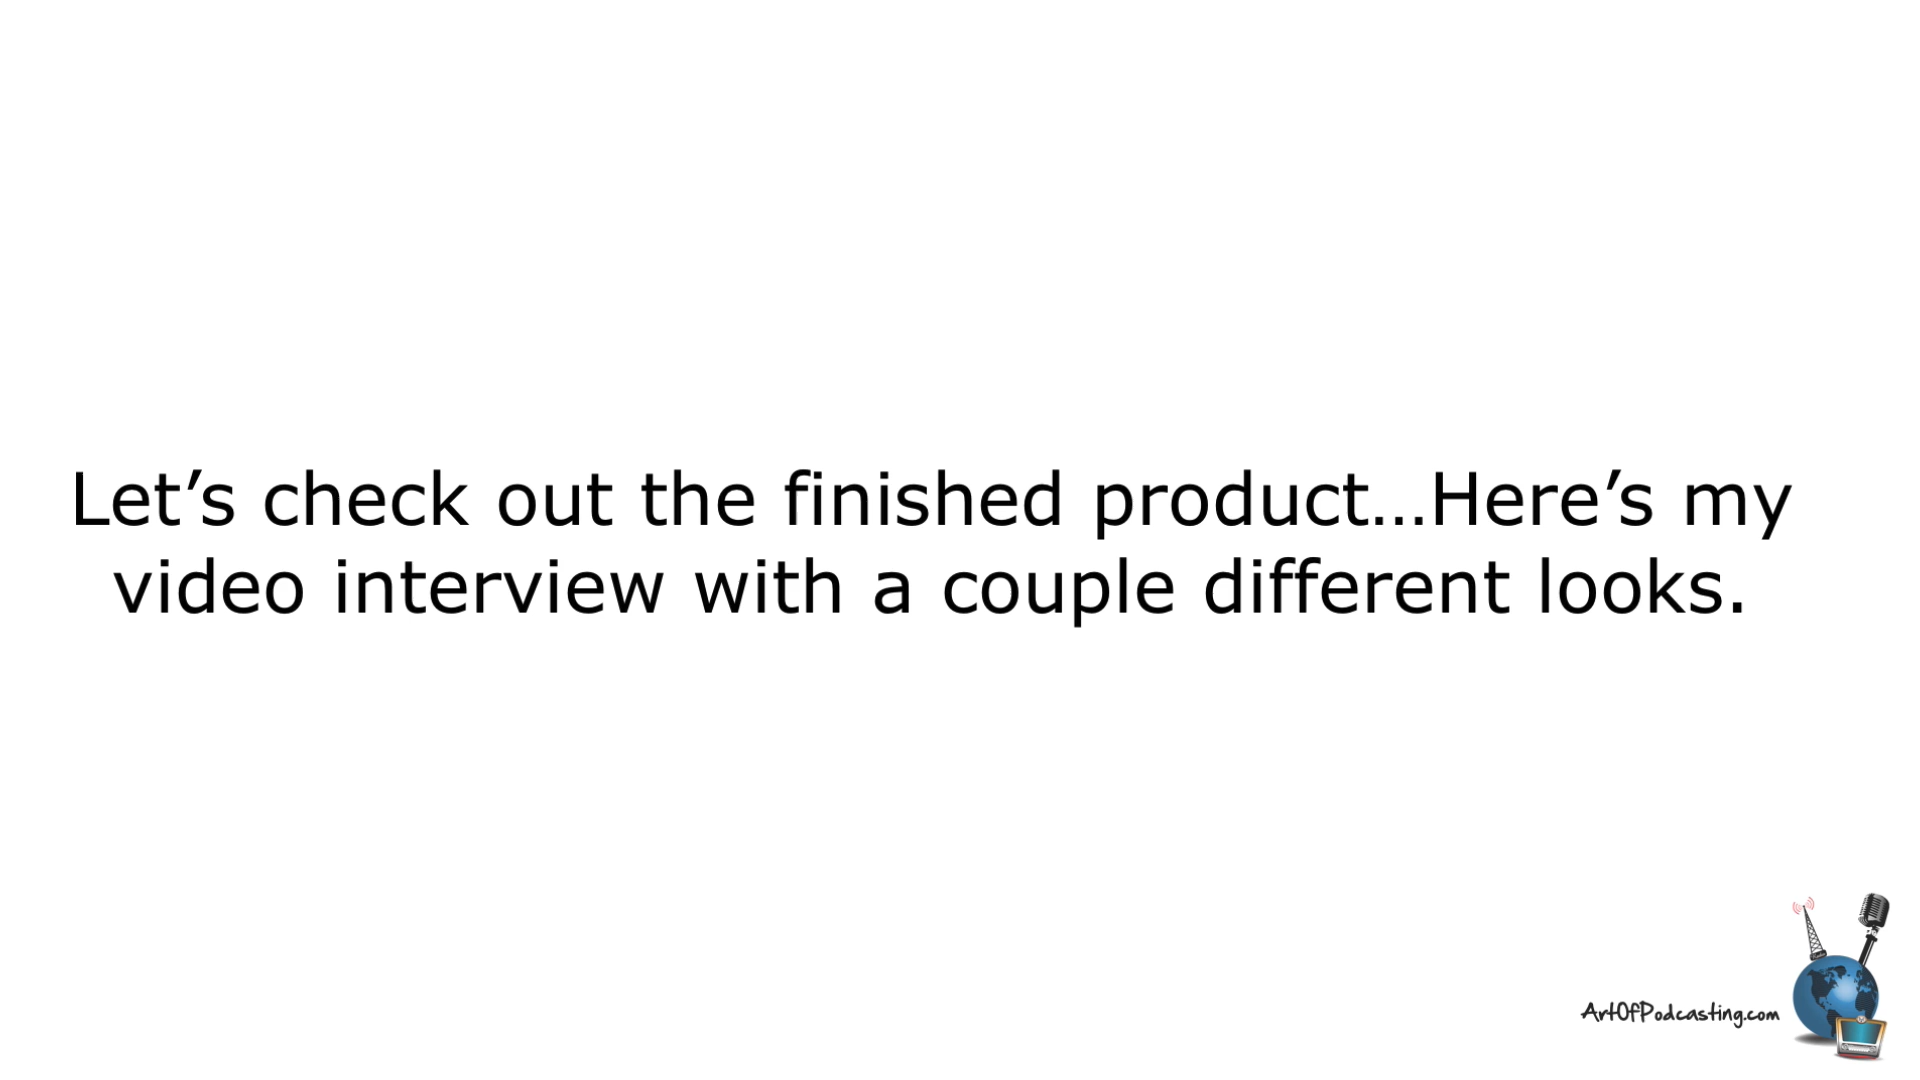 Let’s check out the finished product...Here’s my
video interview with a couple different looks.
ArtOfPodcasting.com